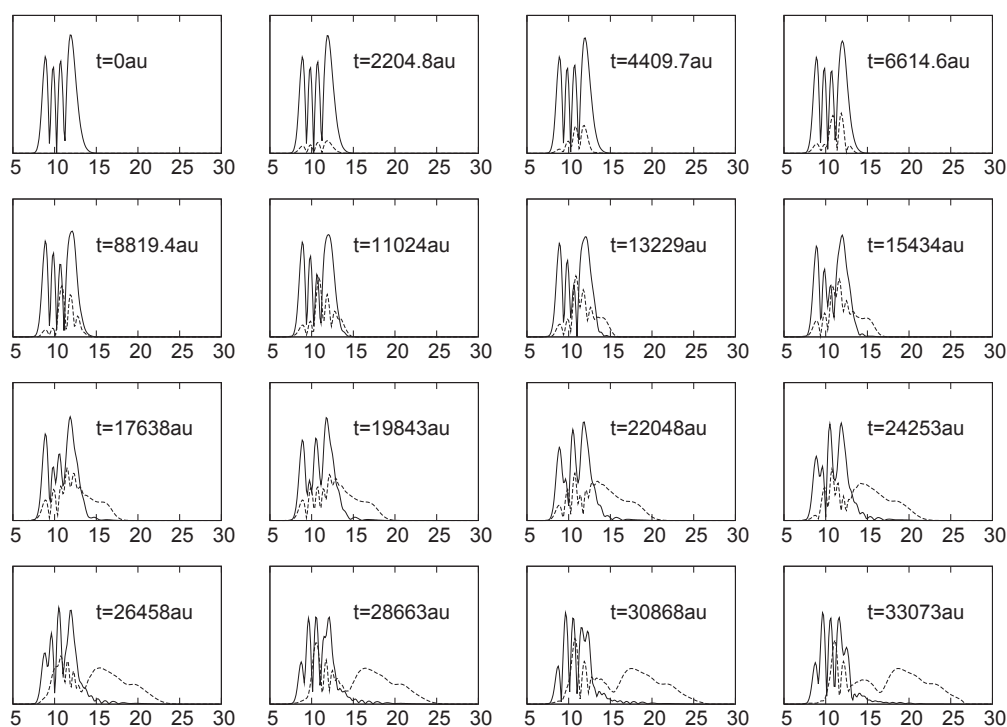 t=0au t=2204.8au t=4409.7au t=6614.6au
5 10 15 20 25 30 5 10 15 20 25 30 5 10 15 20 25 30 5 10 15 20 25 30
t=8819.4au t=11024au t=13229au t=15434au
5 10 15 20 25 30 5 10 15 20 25 30 5 10 15 20 25 30 5 10 15 20 25 30
t=17638au t=19843au t=22048au t=24253au
5 10 15 20 25 30 5 10 15 20 25 30 5 10 15 20 25 30 5 10 15 20 25 30
t=26458au t=28663au t=30868au t=33073au
5 10 15 20 25 30 5 10 15 20 25 30 5 10 15 20 25 30 5 10 15 20 25 30